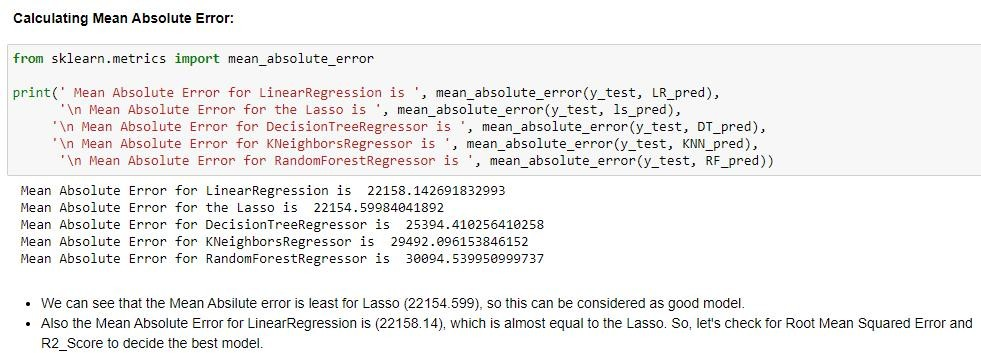 Calculating Mean Absolute Error:
from sklearn.metrics import mean_absolute_error
print(' Mean Absolute Error for LinearRegression is ', mean_absolute_error(y_test, LR_pred),
'\n Mean Absolute Error for the Lasso is ', mean_absolute_error(y_test, ls_pred),
'\n Mean Absolute Error for DecisionTreeRegressor is ', mean_absolute_error(y_test, DT_pred),
'\n Mean Absolute Error for KNeighborsRegressor is ', mean_absolute_error(y_test, KNN_pred),
'\n Mean Absolute Error for RandomForestRegressor is ', mean_absolute_error(y_test, RF_pred))
Mean Absolute Error for LinearRegression is  22158.142691832993
Mean Absolute Error for the Lasso is  22154.59984041892
Mean Absolute Error for DecisionTreeRegressor is  25394.410256410258
Mean Absolute Error for KNeighborsRegressor is  29492.096153846152
Mean Absolute Error for RandomForestRegressor is  30094.539950999737
• We can see that the Mean Absilute error is least for Lasso (22154.599), so this can be considered as good model.
• Also the Mean Absolute Error for LinearRegression is (22158.14), which is almost equal to the Lasso. So, let's check for Root Mean Squared Error and
R2_Score to decide the best model.